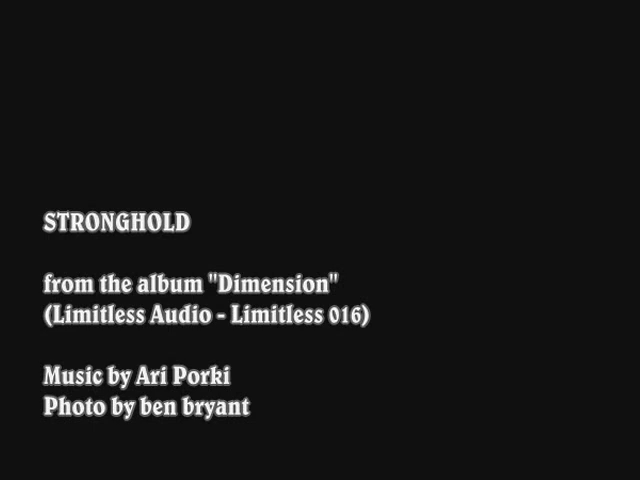 STRONGHOLD
from the album "Dimension"
(Limitless Audio - Limitless 016)
Music by Ari Porki
Photo by ben bryant